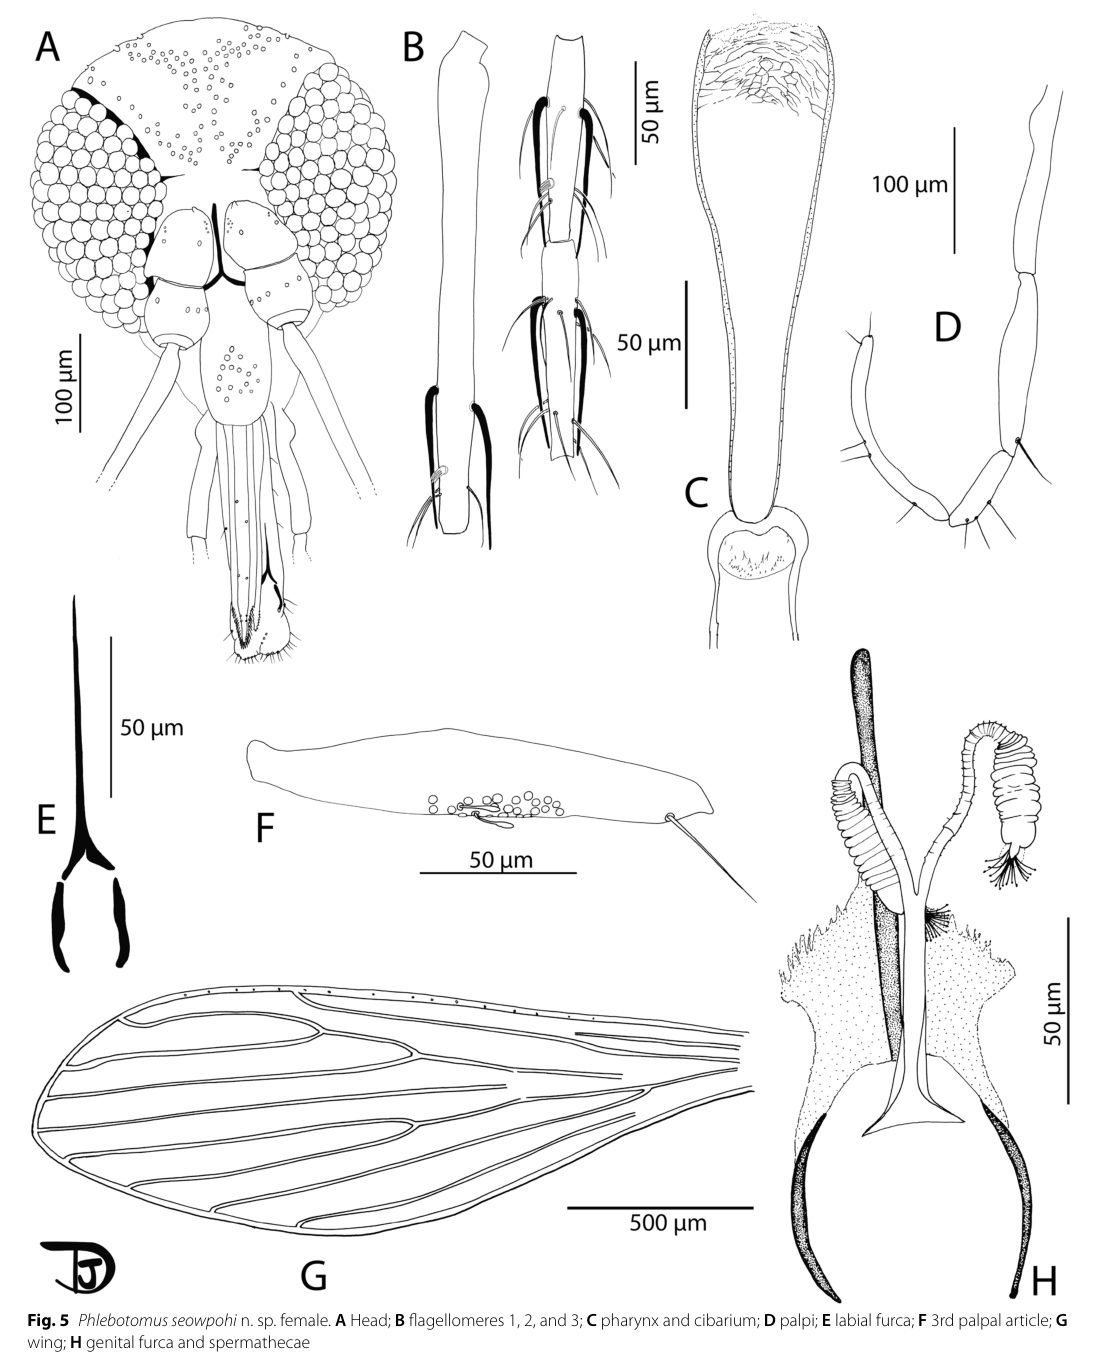 A
B
50 µm
100 µm
D
50 µm
C
100 µm
50 µm
E
F
50 µm
50 µm
500 µm
G
H
Fig. 5 Phlebotomus seowpohi n. sp. female. A Head; B flagellomeres 1, 2, and 3; C pharynx and cibarium; D palpi; E labial furca; F 3rd palpal article; G
wing; H genital furca and spermathecae